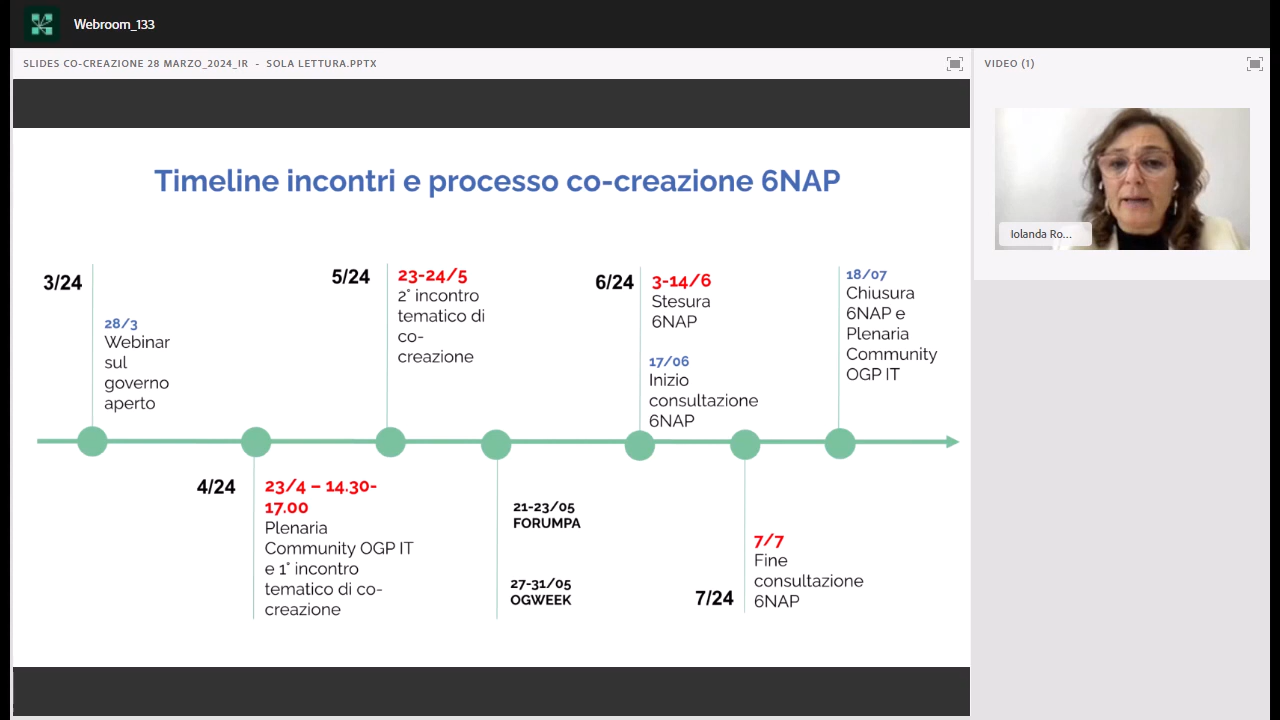 Webroom_133
SLIDES CO-CREAZIONE 28 MARZO_2024_IR - SOLA LETTURA.PPTX
VIDEO (1)
Iolanda Ro...
Timeline incontri e processo co-creazione 6NAP
3/24
28/3
Webinar
sul
governo
aperto
4/24
23/4 – 14.30-
17.00
Plenaria
Community OGP IT
e 1° incontro
tematico di co-
creazione
5/24
23-24/5
2° incontro
tematico di
co-
creazione
21-23/05
FORUMPA
27-31/05
OGWEEK
6/24
3-14/6
Stesura
6NAP
17/06
Inizio
consultazione
6NAP
7/24
7/7
Fine
consultazione
6NAP
18/07
Chiusura
6NAP e
Plenaria
Community
OGP IT